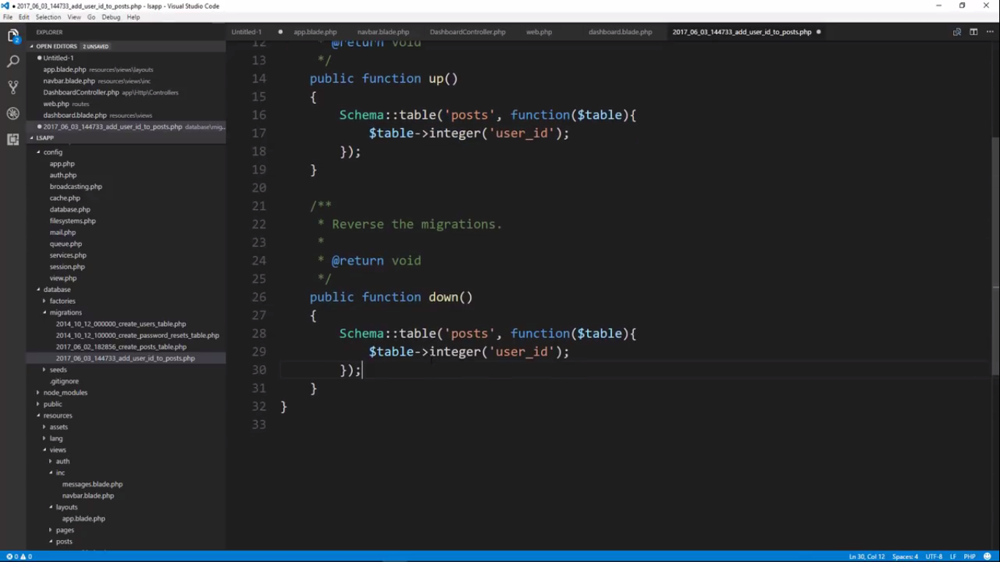 ● 2017_06_03_144733_add_user_id_to_posts.php - lsapp - Visual Studio Code
File Edit Selection View Go Debug Help
EXPLORER
Untitled-1 ● app.blade.php navbar.blade.php DashboardController.php web.php dashboard.blade.php 2017_06_03_144733_add_user_id_to_posts.php ●
2
OPEN EDITORS 2 UNSAVED
● Untitled-1
app.blade.php resources\views\layouts
navbar.blade.php resources\views\inc
DashboardController.php app\Http\Controllers
web.php routes
dashboard.blade.php resources\views
● 2017_06_03_144733_add_user_id_to_posts.php database\mig...
LSAPP
config
app.php
auth.php
broadcasting.php
cache.php
database.php
filesystems.php
mail.php
queue.php
services.php
session.php
view.php
database
factories
migrations
2014_10_12_000000_create_users_table.php
2014_10_12_100000_create_password_resets_table.php
2017_06_02_182856_create_posts_table.php
2017_06_03_144733_add_user_id_to_posts.php
seeds
.gitignore
node_modules
public
resources
assets
lang
views
auth
inc
messages.blade.php
navbar.blade.php
layouts
app.blade.php
pages
posts
12 * @return void
13 */
14 public function up()
15 {
16 Schema::table('posts', function($table){
17 $table->integer('user_id');
18 });
19 }
20
21 /**
22 * Reverse the migrations.
23 *
24 * @return void
25 */
26 public function down()
27 {
28 Schema::table('posts', function($table){
29 $table->integer('user_id');
30 });
31 }
32 }
33
0 0 Ln 30, Col 12 Spaces: 4 UTF-8 LF PHP